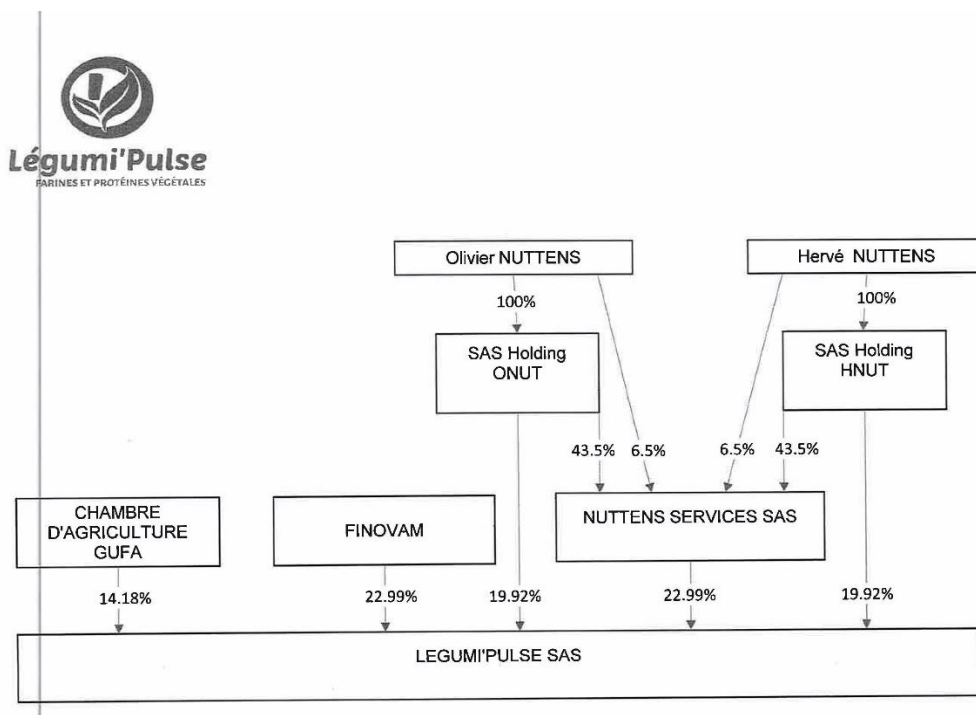 Légumi'Pulse
FARINES ET PROTÉINES VÉGÉTALES
Olivier NUTTENS
Hervé NUTTENS
100%
100%
SAS Holding
ONUT
SAS Holding
HNUT
43.5%
6.5%
6.5%
43.5%
CHAMBRE
D'AGRICULTURE
GUFA
FINOVAM
NUTTENS SERVICES SAS
14.18%
22.99%
19.92%
22.99%
19.92%
LEGUMI'PULSE SAS